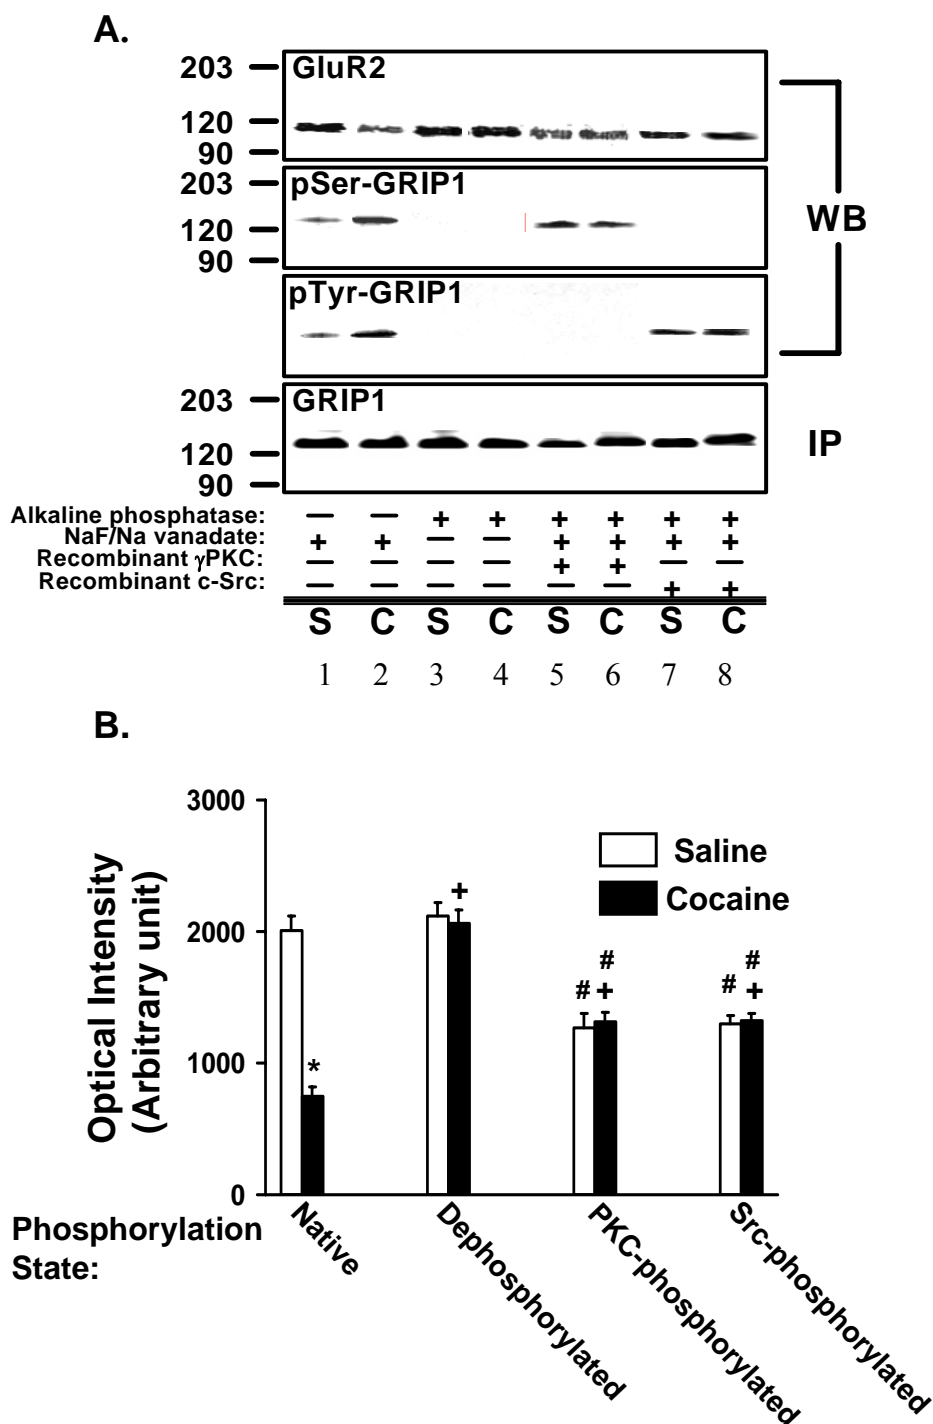 A.
203
GluR2
120
90
203
pSer-GRIP1
120
90
WB
pTyr-GRIP1
203
GRIP1
120
90
IP
Alkaline phosphatase: — — + + + + + +
NaF/Na vanadate: + + — — + + + +
Recombinant γPKC: — — — — + + — —
Recombinant c-Src: — — — — — — + +
S C S C S C S C
1 2 3 4 5 6 7 8
B.
3000
2000
1000
0
Optical Intensity
(Arbitrary unit)
Saline
Cocaine
*
+
# #
+
# #
+
Phosphorylation
State:
Native
Dephosphorylated
PKC-phosphorylated
Src-phosphorylated